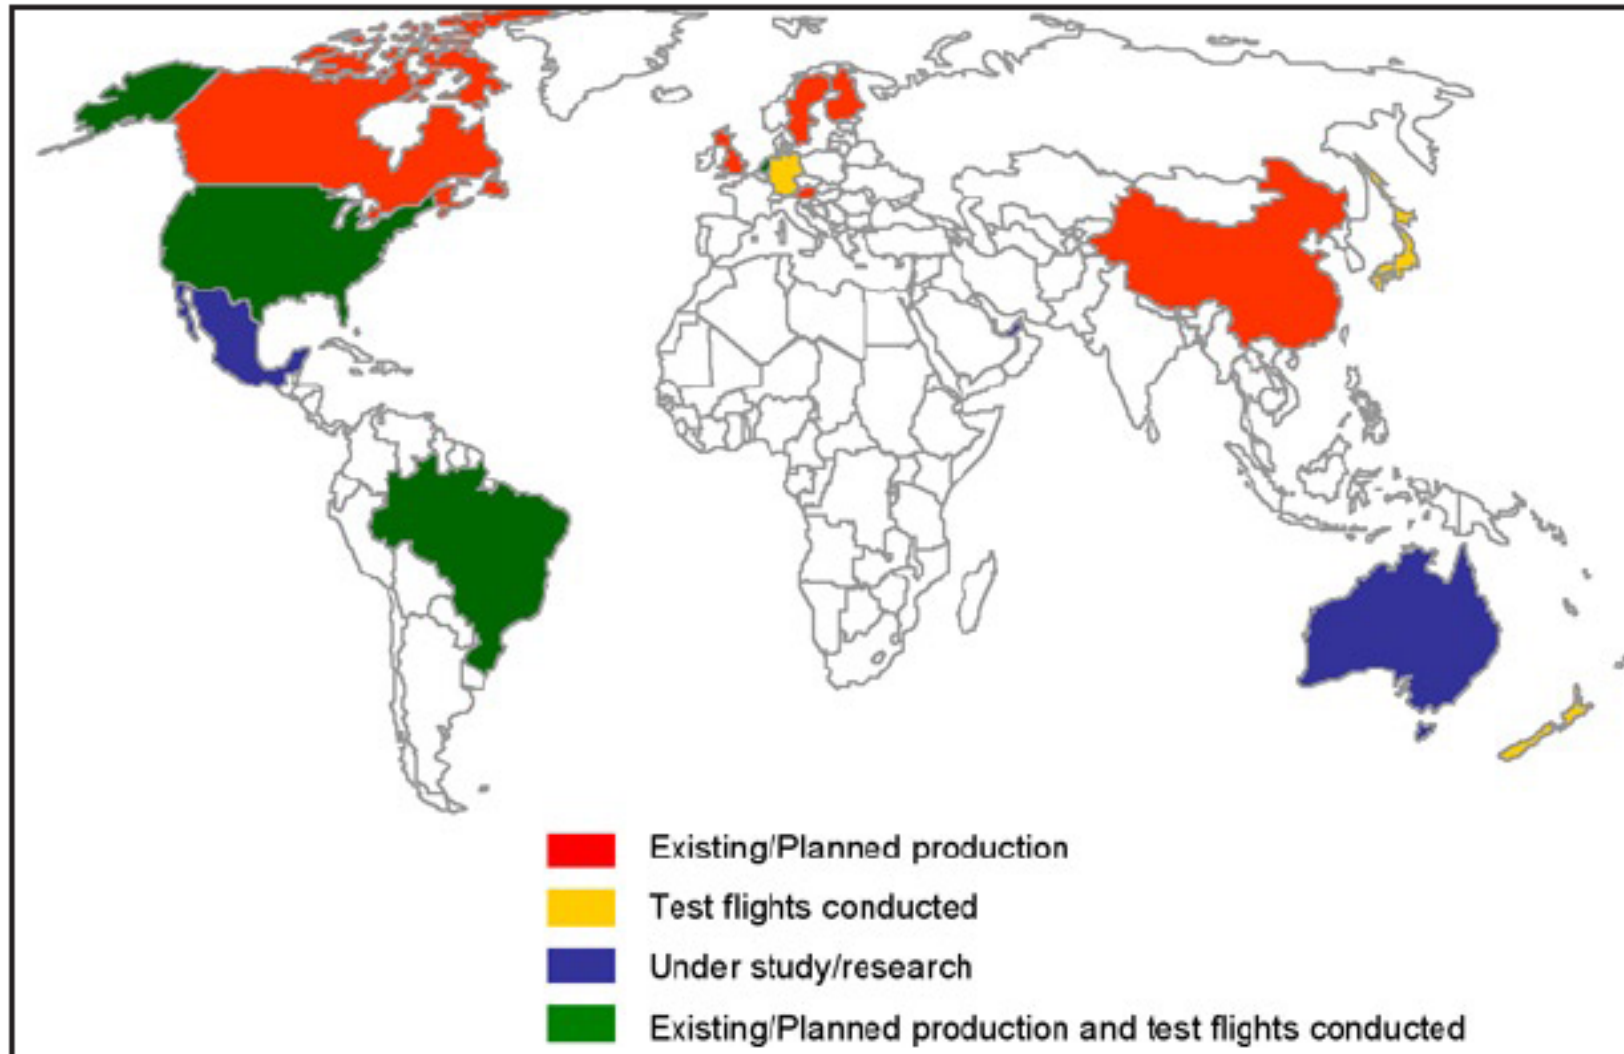 Existing/Planned production
Test flights conducted
Under study/research
Existing/Planned production and test flights conducted